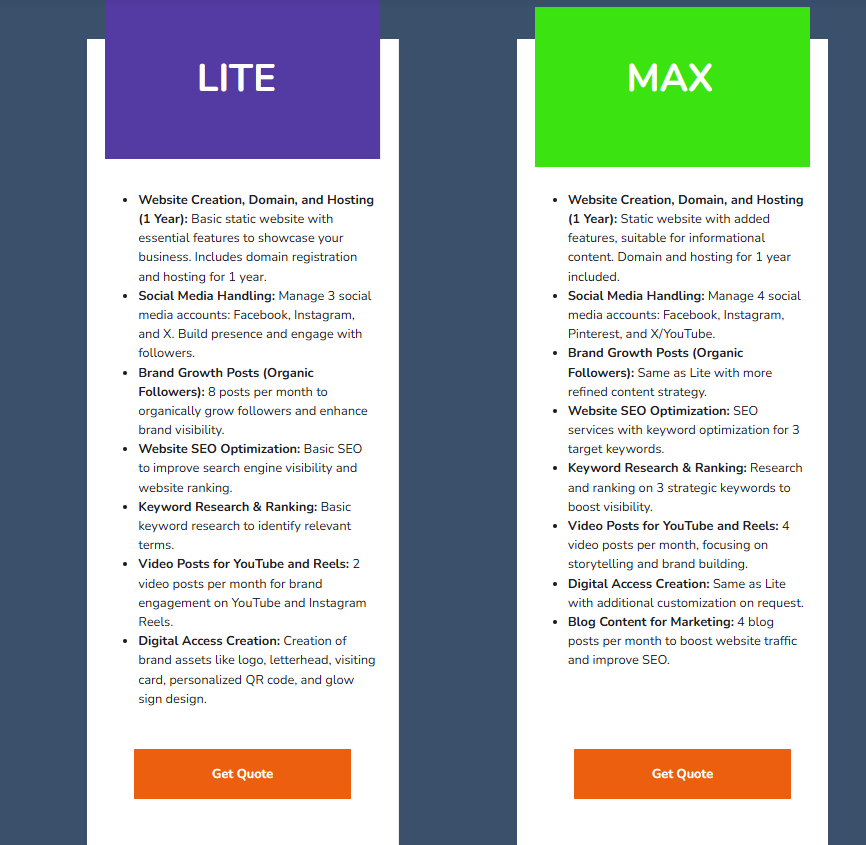 LITE
• Website Creation, Domain, and Hosting
(1 Year): Basic static website with
essential features to showcase your
business. Includes domain registration
and hosting for 1 year.
• Social Media Handling: Manage 3 social
media accounts: Facebook, Instagram,
and X. Build presence and engage with
followers.
• Brand Growth Posts (Organic
Followers): 8 posts per month to
organically grow followers and enhance
brand visibility.
• Website SEO Optimization: Basic SEO
to improve search engine visibility and
website ranking.
• Keyword Research & Ranking: Basic
keyword research to identify relevant
terms.
• Video Posts for YouTube and Reels: 2
video posts per month for brand
engagement on YouTube and Instagram
Reels.
• Digital Access Creation: Creation of
brand assets like logo, letterhead, visiting
card, personalized QR code, and glow
sign design.
Get Quote
MAX
• Website Creation, Domain, and Hosting
(1 Year): Static website with added
features, suitable for informational
content. Domain and hosting for 1 year
included.
• Social Media Handling: Manage 4 social
media accounts: Facebook, Instagram,
Pinterest, and X/YouTube.
• Brand Growth Posts (Organic
Followers): Same as Lite with more
refined content strategy.
• Website SEO Optimization: SEO
services with keyword optimization for 3
target keywords.
• Keyword Research & Ranking: Research
and ranking on 3 strategic keywords to
boost visibility.
• Video Posts for YouTube and Reels: 4
video posts per month, focusing on
storytelling and brand building.
• Digital Access Creation: Same as Lite
with additional customization on request.
• Blog Content for Marketing: 4 blog
posts per month to boost website traffic
and improve SEO.
Get Quote